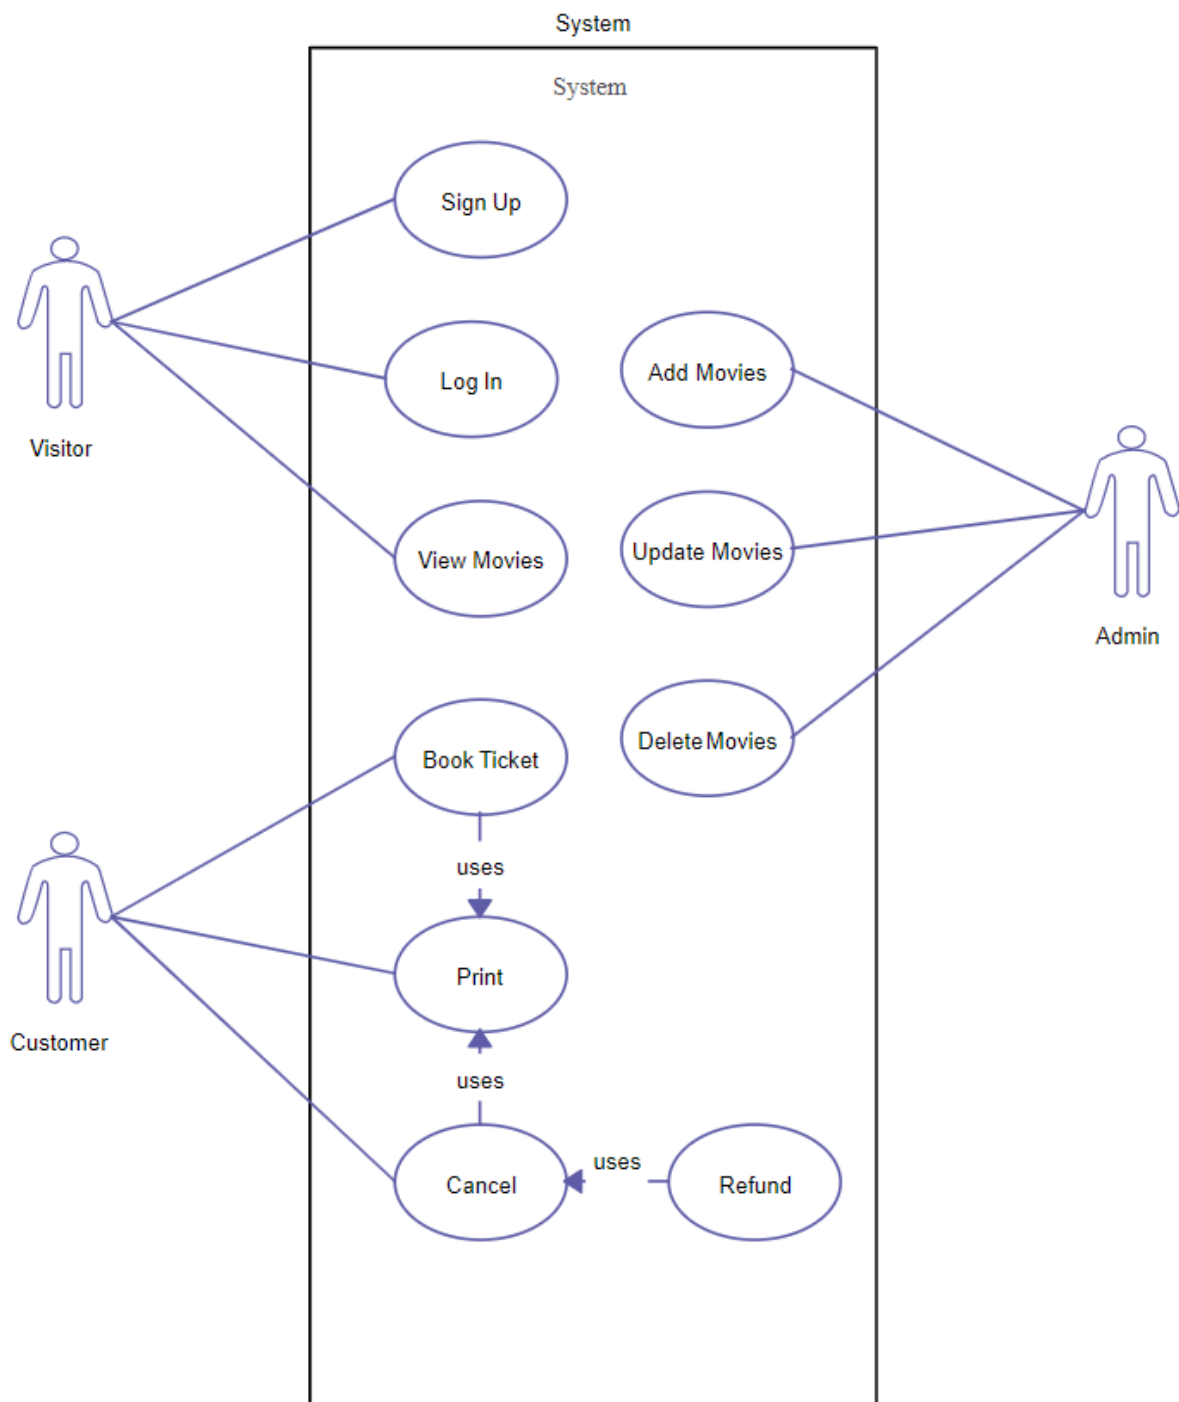 System
System
Sign Up
Log In
Add Movies
Visitor
View Movies
Update Movies
Admin
Book Ticket
Delete Movies
uses
Print
Customer
uses
Cancel
uses
Refund